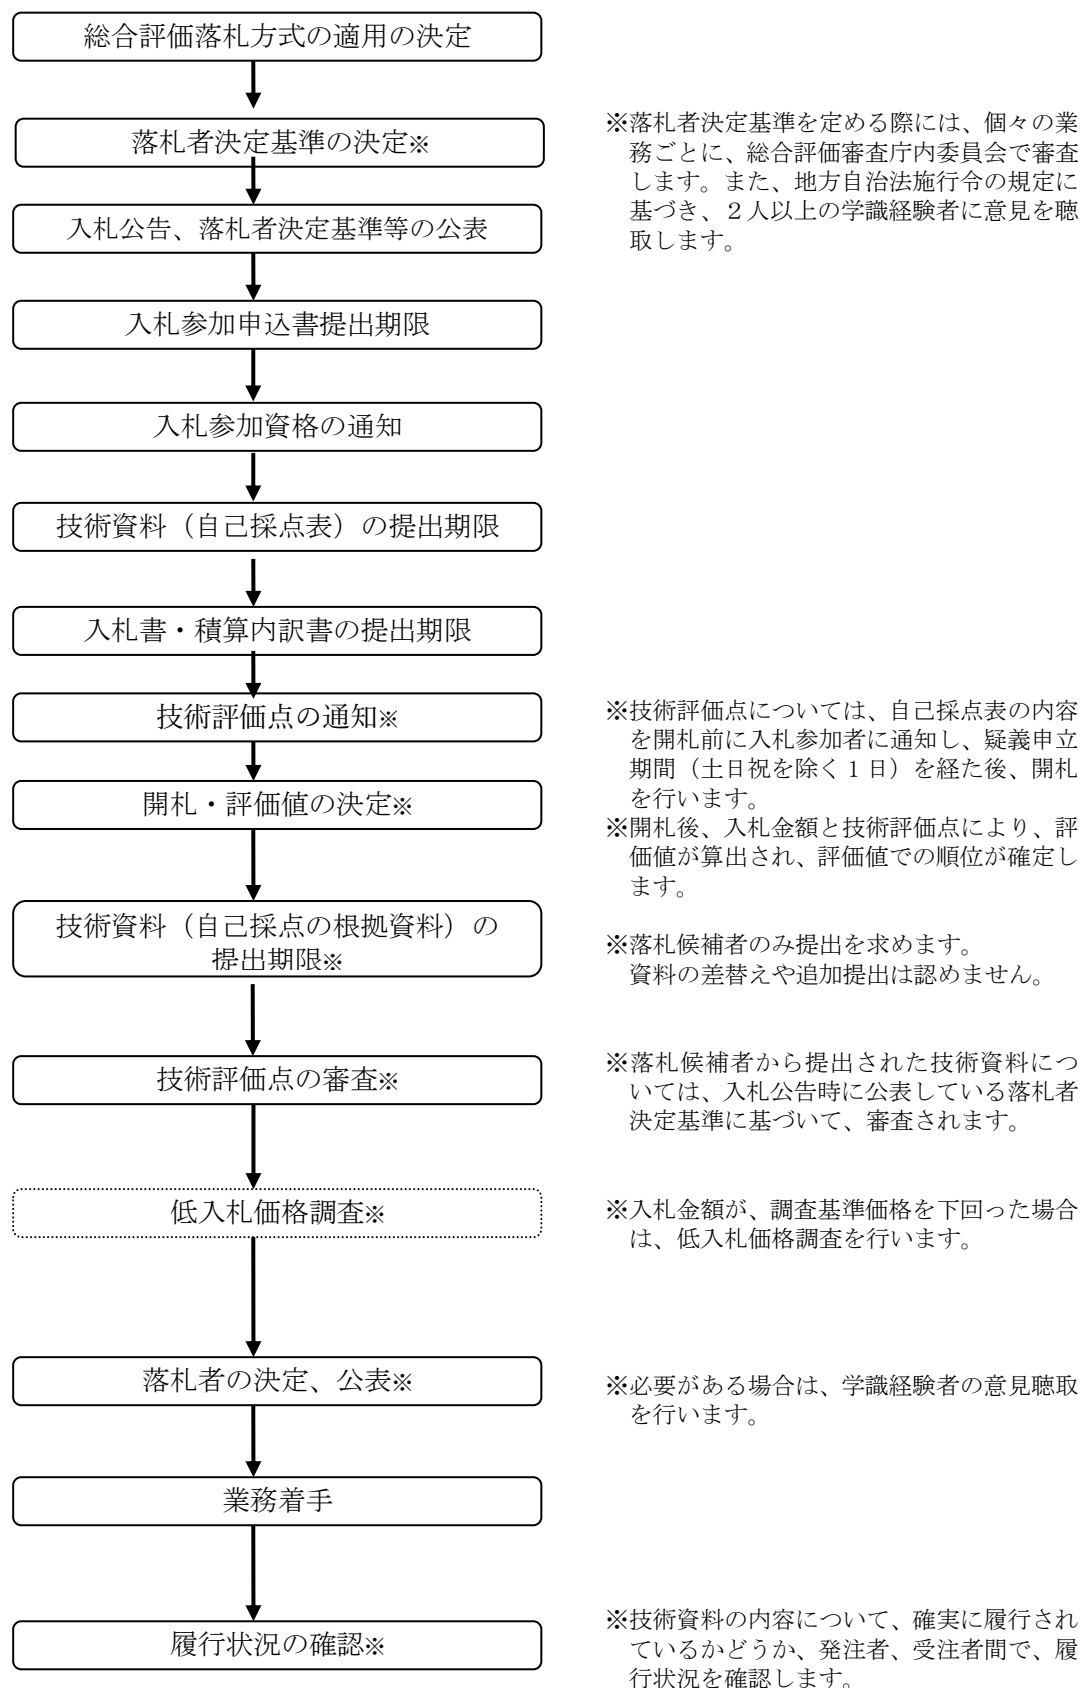 総合評価落札方式の適用の決定
落札者決定基準の決定※
※落札者決定基準を定める際には、個々の業
務ごとに、総合評価審査庁内委員会で審査
します。また、地方自治法施行令の規定に
基づき、２人以上の学識経験者に意見を聴
取します。
入札公告、落札者決定基準等の公表
入札参加申込書提出期限
入札参加資格の通知
技術資料（自己採点表）の提出期限
入札書・積算内訳書の提出期限
技術評価点の通知※
※技術評価点については、自己採点表の内容
を開札前に入札参加者に通知し、疑義申立
期間（土日祝を除く１日）を経た後、開札
を行います。
開札・評価値の決定※
※開札後、入札金額と技術評価点により、評
価値が算出され、評価値での順位が確定し
ます。
技術資料（自己採点の根拠資料）の
提出期限※
※落札候補者のみ提出を求めます。
資料の差替えや追加提出は認めません。
技術評価点の審査※
※落札候補者から提出された技術資料につ
いては、入札公告時に公表している落札者
決定基準に基づいて、審査されます。
低入札価格調査※
※入札金額が、調査基準価格を下回った場合
は、低入札価格調査を行います。
落札者の決定、公表※
※必要がある場合は、学識経験者の意見聴取
を行います。
業務着手
履行状況の確認※
※技術資料の内容について、確実に履行され
ているかどうか、発注者、受注者間で、履
行状況を確認します。